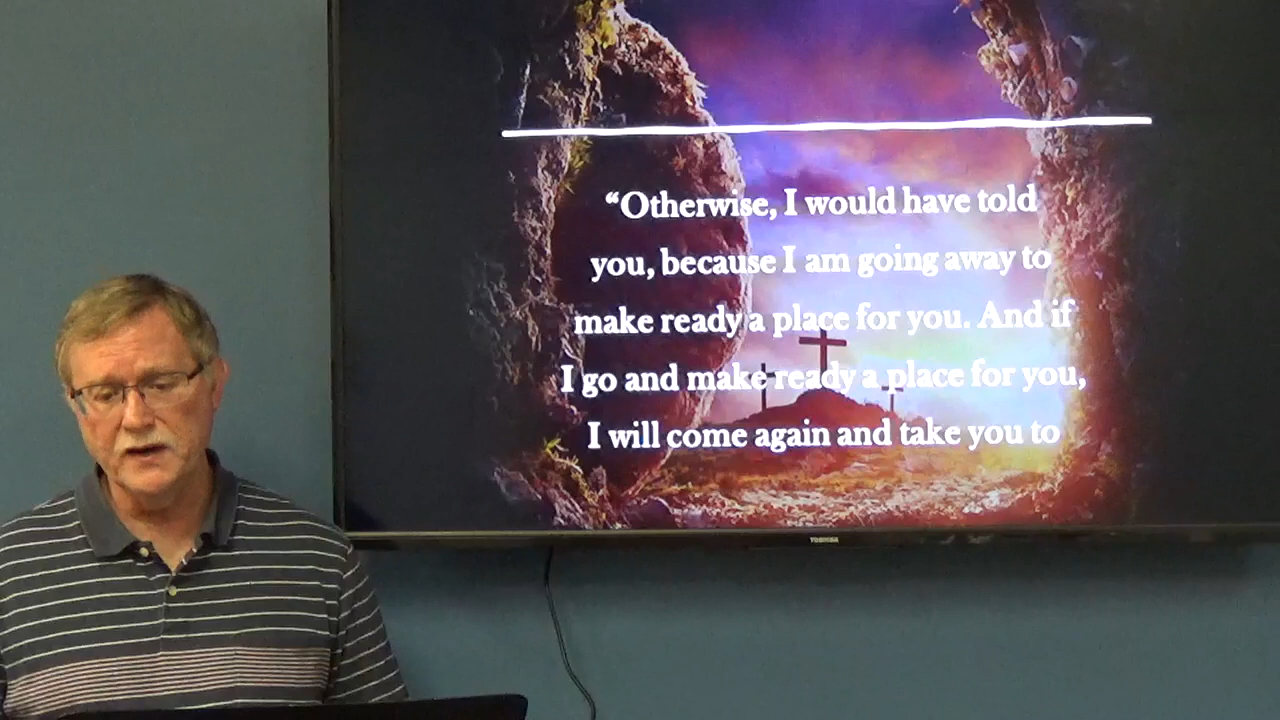 “Otherwise, I would have told
you, because I am going away to
make ready a place for you. And if
I go and make ready a place for you,
I will come again and take you to
TOSHIBA